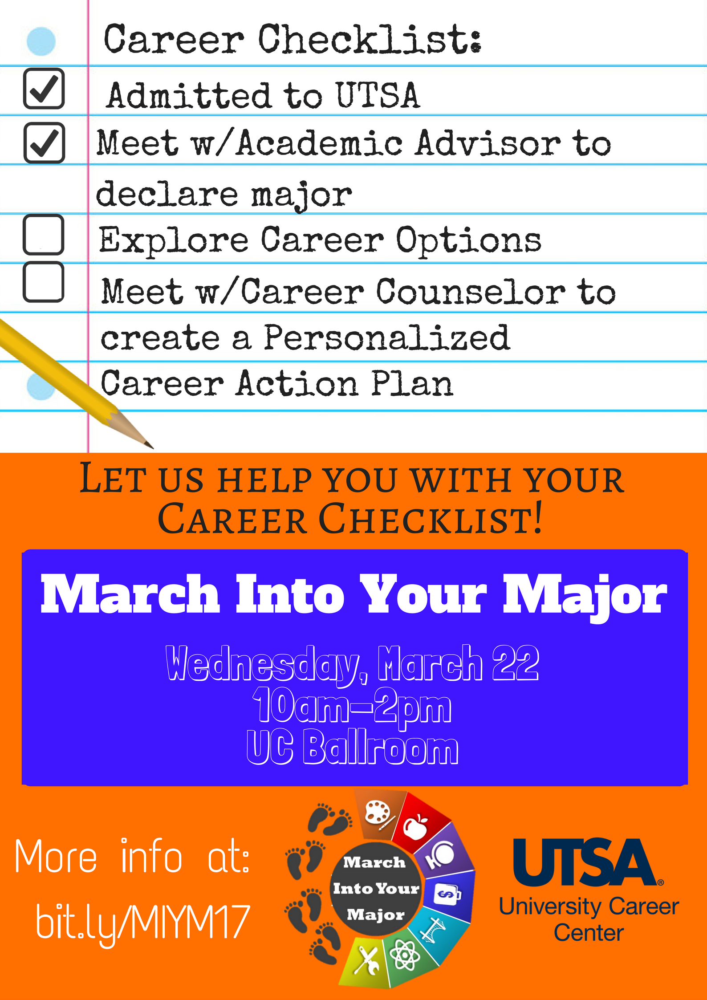 Career Checklist:
Admitted to UTSA
Meet w/Academic Advisor to
declare major
Explore Career Options
Meet w/Career Counselor to
create a Personalized
Career Action Plan
Let us help you with your
Career Checklist!
March Into Your Major
Wednesday, March 22
10am-2pm
UC Ballroom
More info at:
bit.ly/MIYM17
March
Into Your
Major
$
UTSA®
University Career
Center